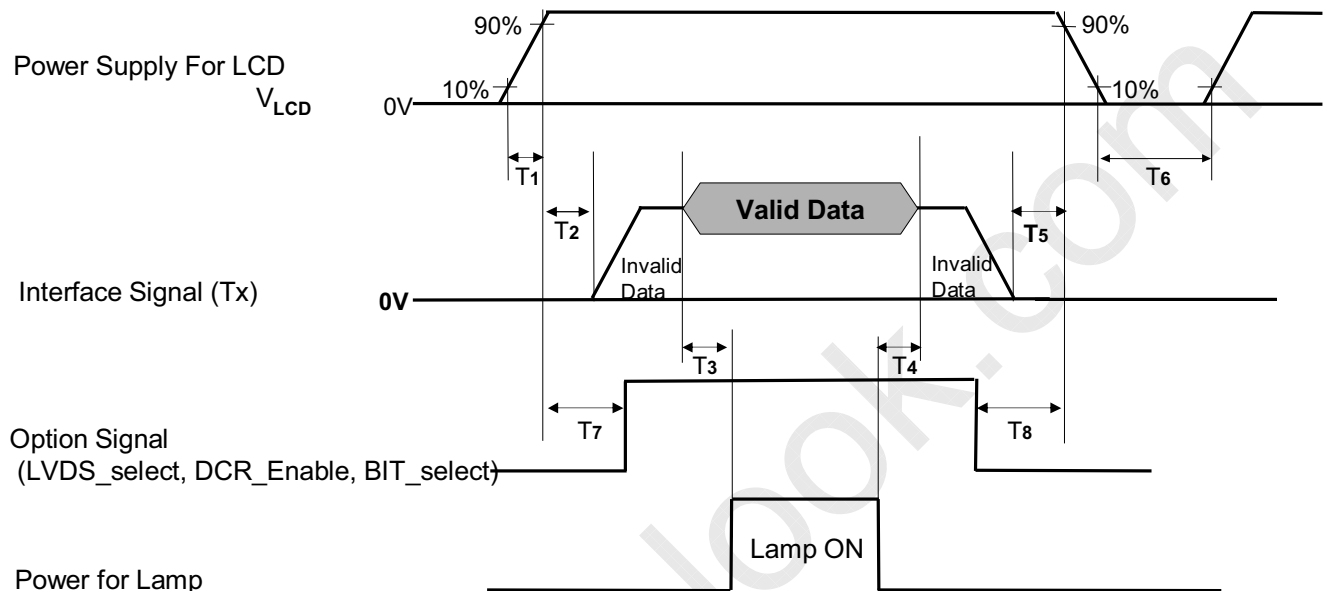 90%
90%
Power Supply For LCD
VLCD
10%
10%
0V
T1
T6
T2
Valid Data
T5
Invalid
Data
Invalid
Data
Interface Signal (Tx)
0V
T3
T4
T7
T8
Option Signal
(LVDS_select, DCR_Enable, BIT_select)
Lamp ON
Power for Lamp
look.com